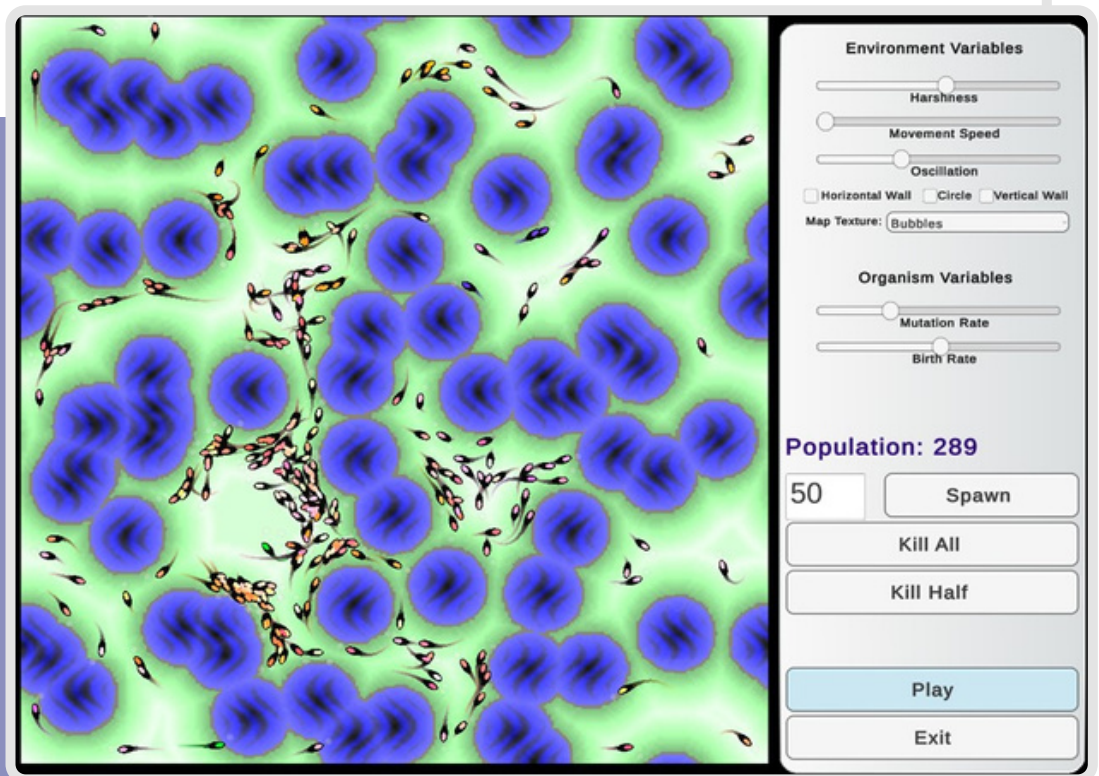 Environment Variables
Harshness
Movement Speed
Oscillation
Horizontal Wall Circle Vertical Wall
Map Texture: Bubbles
Organism Variables
Mutation Rate
Birth Rate
Population: 289
50 Spawn
Kill All
Kill Half
Play
Exit